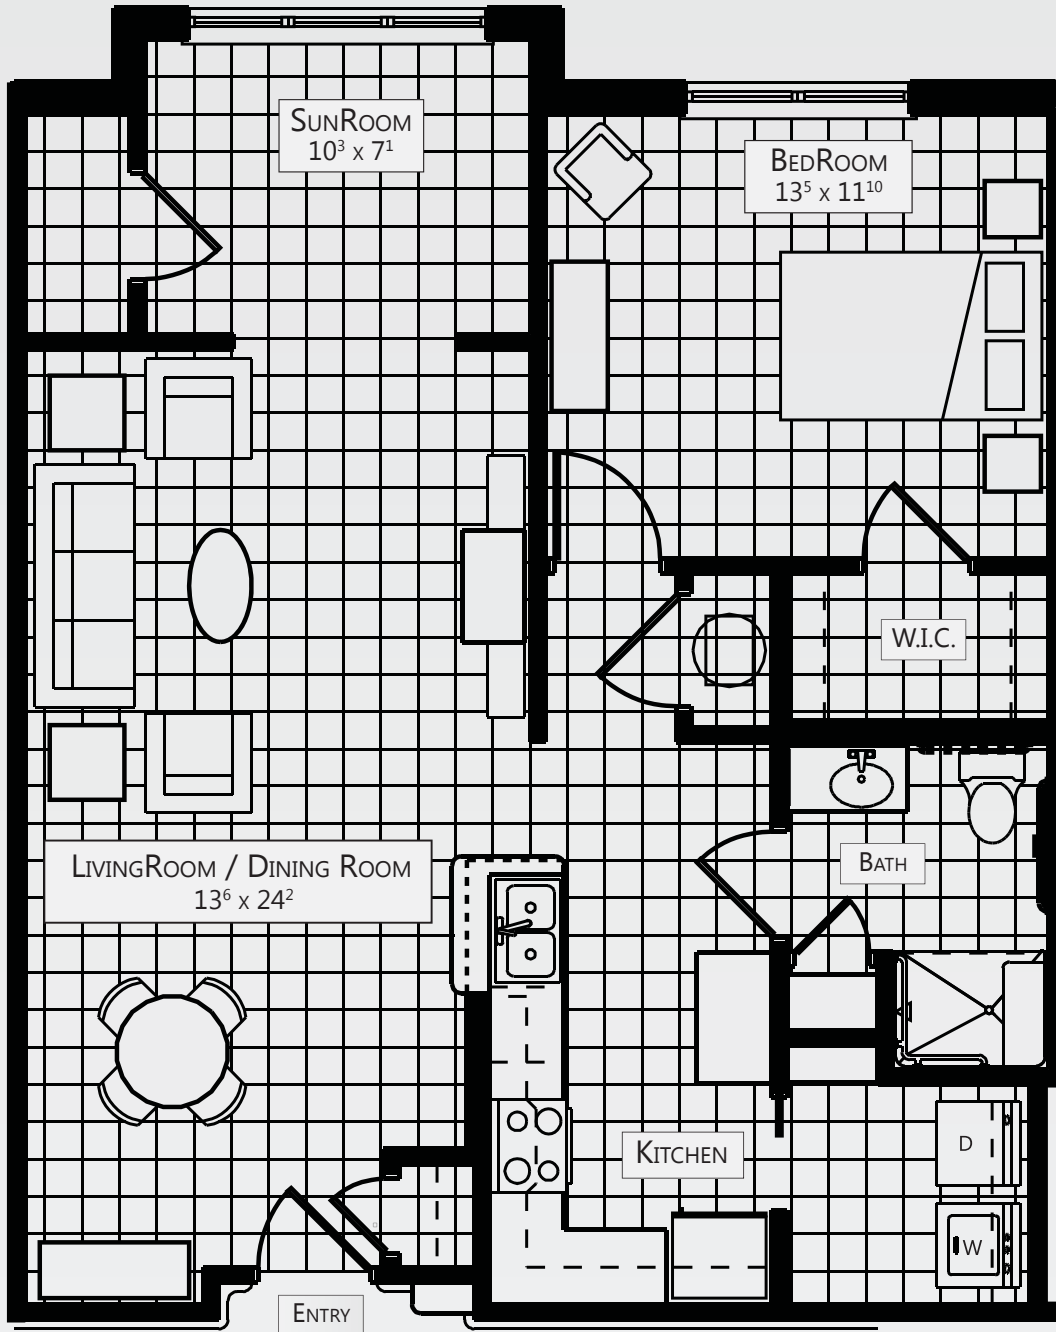 SunRoom
10³ x 7¹
BedRoom
13⁵ x 11¹⁰
W.I.C.
LivingRoom / Dining Room
13⁶ x 24²
Bath
Kitchen
D
W
Entry